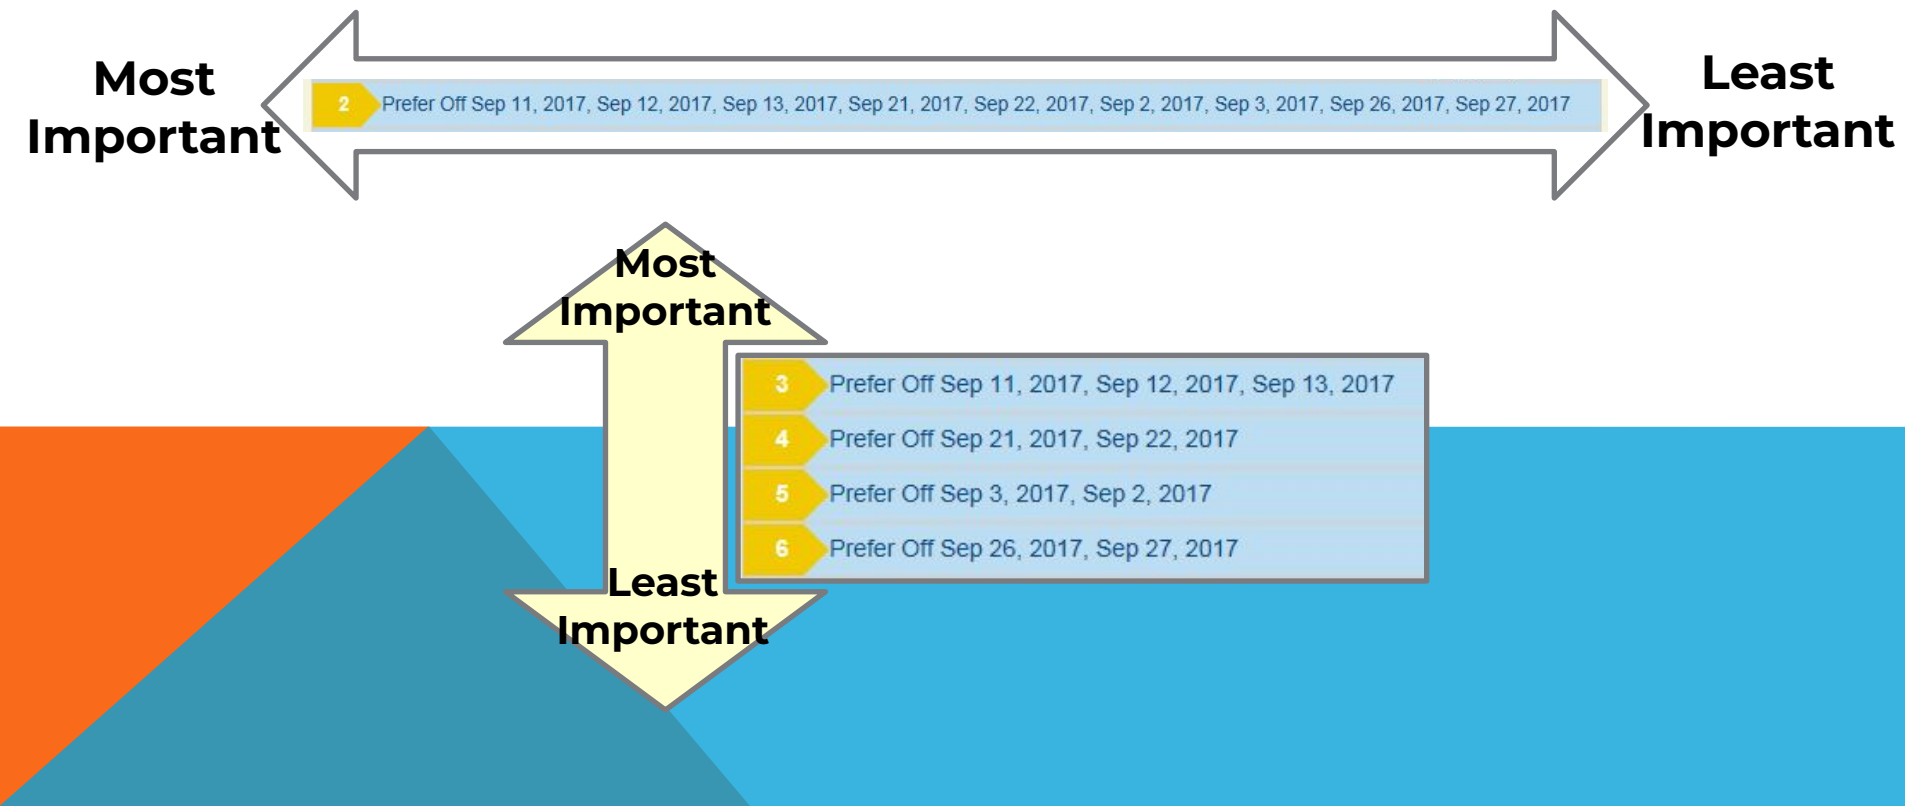 Most
Important
2 Prefer Off Sep 11, 2017, Sep 12, 2017, Sep 13, 2017, Sep 21, 2017, Sep 22, 2017, Sep 2, 2017, Sep 3, 2017, Sep 26, 2017, Sep 27, 2017
Least
Important
Most
Important
3 Prefer Off Sep 11, 2017, Sep 12, 2017, Sep 13, 2017
4 Prefer Off Sep 21, 2017, Sep 22, 2017
5 Prefer Off Sep 3, 2017, Sep 2, 2017
6 Prefer Off Sep 26, 2017, Sep 27, 2017
Least
Important